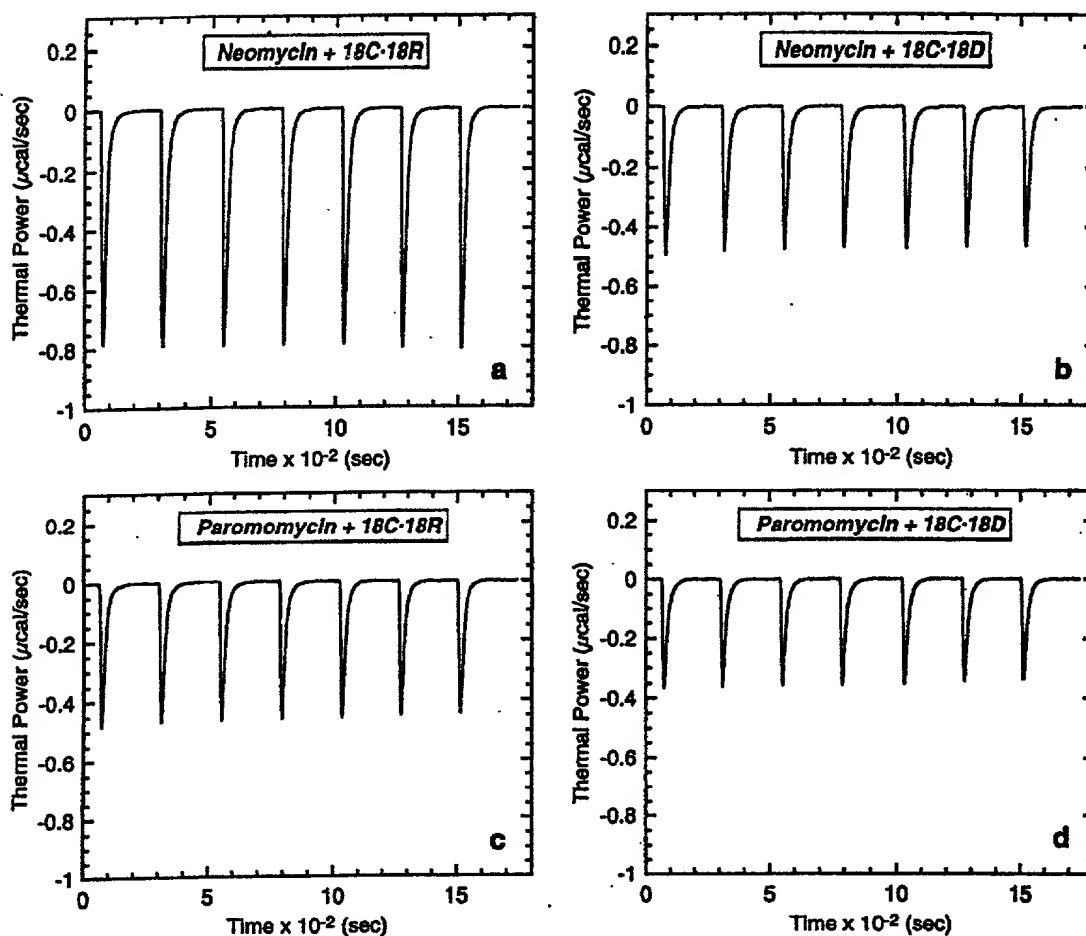 Neomycin + 18C·18R
Thermal Power (μcal/sec)
0.2
0
-0.2
-0.4
-0.6
-0.8
-1
a
0 5 10 15
Time x 10⁻² (sec)
Neomycin + 18C·18D
Thermal Power (μcal/sec)
0.2
0
-0.2
-0.4
-0.6
-0.8
-1
b
0 5 10 15
Time x 10⁻² (sec)
Paromomycin + 18C·18R
Thermal Power (μcal/sec)
0.2
0
-0.2
-0.4
-0.6
-0.8
-1
c
0 5 10 15
Time x 10⁻² (sec)
Paromomycin + 18C·18D
Thermal Power (μcal/sec)
0.2
0
-0.2
-0.4
-0.6
-0.8
-1
d
0 5 10 15
Time x 10⁻² (sec)